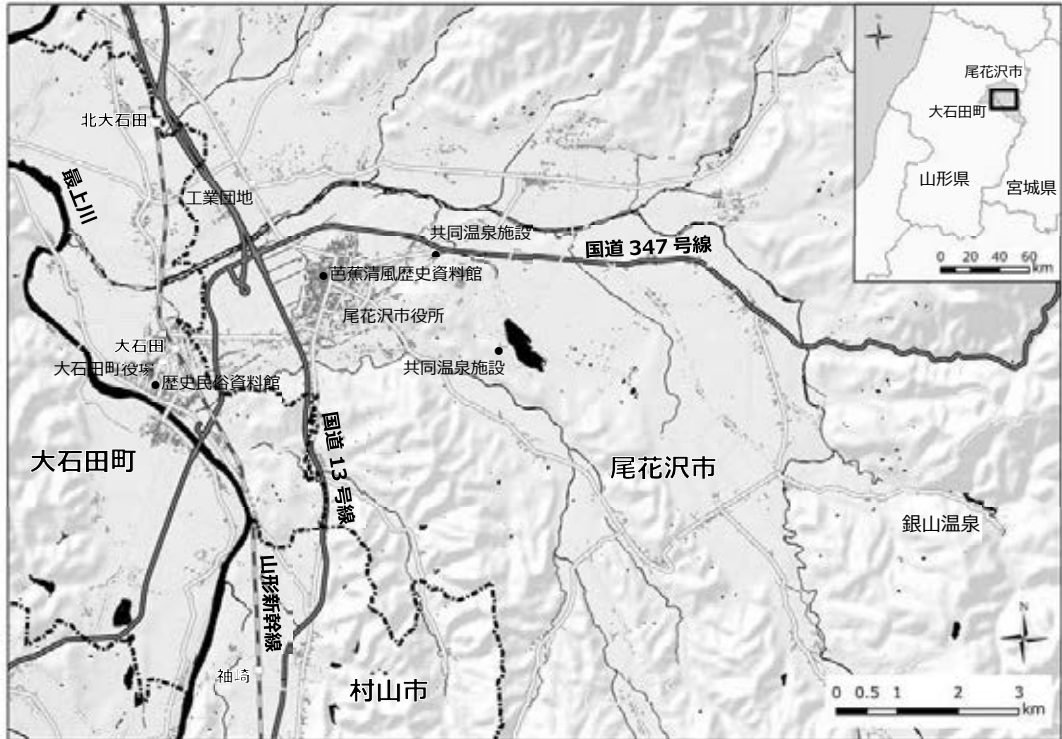 N
尾花沢市
大石田町
山形県
宮城県
0 20 40 60
km
北大石田
最上川
工業団地
共同温泉施設
国道 347 号線
芭蕉清風歴史資料館
尾花沢市役所
大石田
大石田町役場
共同温泉施設
歴史民俗資料館
国道 13 号線
大石田町
尾花沢市
銀山温泉
山形新幹線
袖崎
村山市
N
0 0.5 1 2 3
km